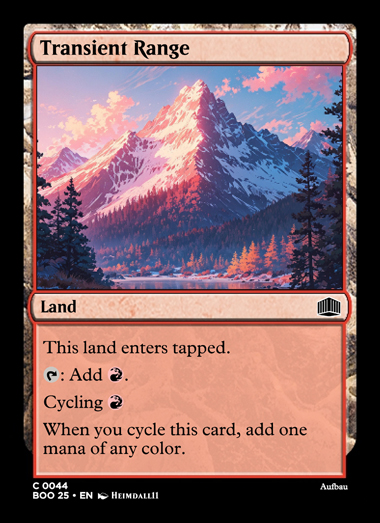 Transient Range
Land
This land enters tapped.
: Add .
Cycling
When you cycle this card, add one
mana of any color.
C 0044
BOO 25 • EN HEIMDALL11
Aufbau